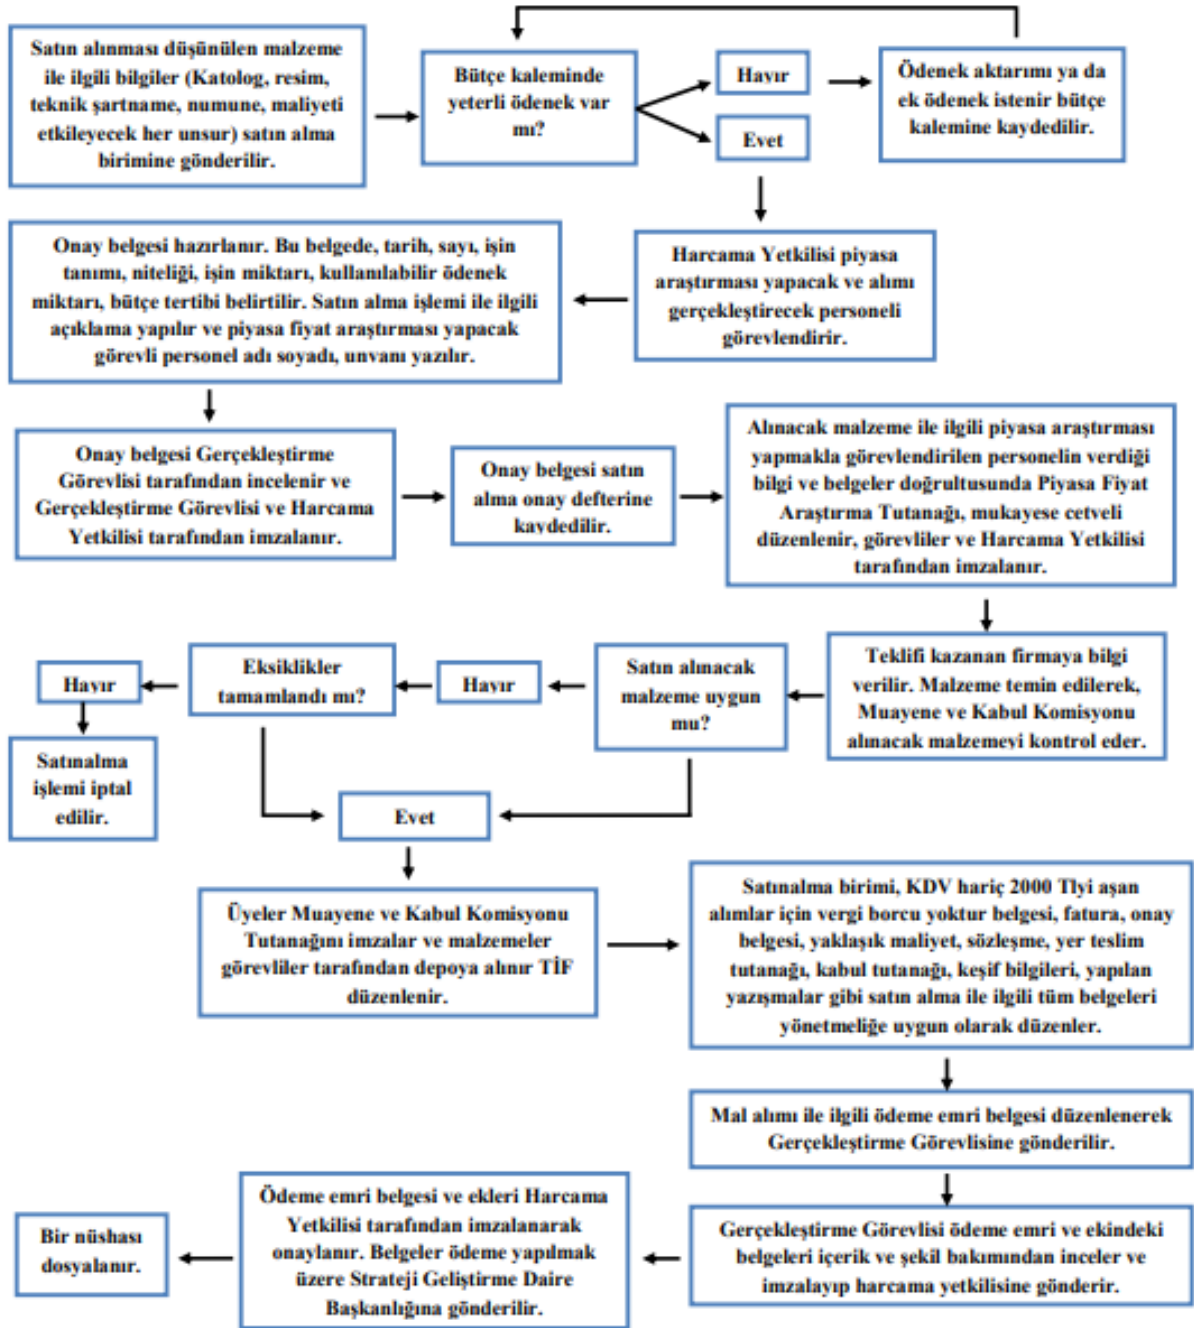 Satın alınması düşünülen malzeme
ile ilgili bilgiler (Katolog, resim,
teknik şartname, numune, maliyeti
etkileyecek her unsur) satın alma
birimine gönderilir.
Bütçe kaleminde
yeterli ödenek var
mı?
Hayır
Evet
Ödenek aktarımı ya da
ek ödenek istenir bütçe
kalemine kaydedilir.
Harcama Yetkilisi piyasa
araştırması yapacak ve alımı
gerçekleştirecek personeli
görevlendirir.
Onay belgesi hazırlanır. Bu belgede, tarih, sayı, işin
tanımı, niteliği, işin miktarı, kullanılabilir ödenek
miktarı, bütçe tertibi belirtilir. Satın alma işlemi ile ilgili
açıklama yapılır ve piyasa fiyat araştırması yapacak
görevli personel adı soyadı, unvanı yazılır.
Onay belgesi Gerçekleştirme
Görevlisi tarafından incelenir ve
Gerçekleştirme Görevlisi ve Harcama
Yetkilisi tarafından imzalanır.
Onay belgesi satın
alma onay defterine
kaydedilir.
Alınacak malzeme ile ilgili piyasa araştırması
yapmakla görevlendirilen personelin verdiği
bilgi ve belgeler doğrultusunda Piyasa Fiyat
Araştırma Tutanağı, mukayese cetveli
düzenlenir, görevliler ve Harcama Yetkilisi
tarafından imzalanır.
Teklifi kazanan firmaya bilgi
verilir. Malzeme temin edilerek,
Muayene ve Kabul Komisyonu
alınacak malzemeyi kontrol eder.
Satın alınacak
malzeme uygun
mu?
Hayır
Eksiklikler
tamamlandı mı?
Hayır
Satınalma
işlemi iptal
edilir.
Evet
Üyeler Muayene ve Kabul Komisyonu
Tutanağını imzalar ve malzemeler
görevliler tarafından depoya alınır TİF
düzenlenir.
Satınalma birimi, KDV hariç 2000 Tlyi aşan
alımlar için vergi borcu yoktur belgesi, fatura, onay
belgesi, yaklaşık maliyet, sözleşme, yer teslim
tutanağı, kabul tutanağı, keşif bilgileri, yapılan
yazışmalar gibi satın alma ile ilgili tüm belgeleri
yönetmeliğe uygun olarak düzenler.
Mal alımı ile ilgili ödeme emri belgesi düzenlenerek
Gerçekleştirme Görevlisine gönderilir.
Gerçekleştirme Görevlisi ödeme emri ve ekindeki
belgeleri içerik ve şekil bakımından inceler ve
imzalayıp harcama yetkilisine gönderir.
Ödeme emri belgesi ve ekleri Harcama
Yetkilisi tarafından imzalanarak
onaylanır. Belgeler ödeme yapılmak
üzere Strateji Geliştirme Daire
Başkanlığına gönderilir.
Bir nüshası
dosyalanır.